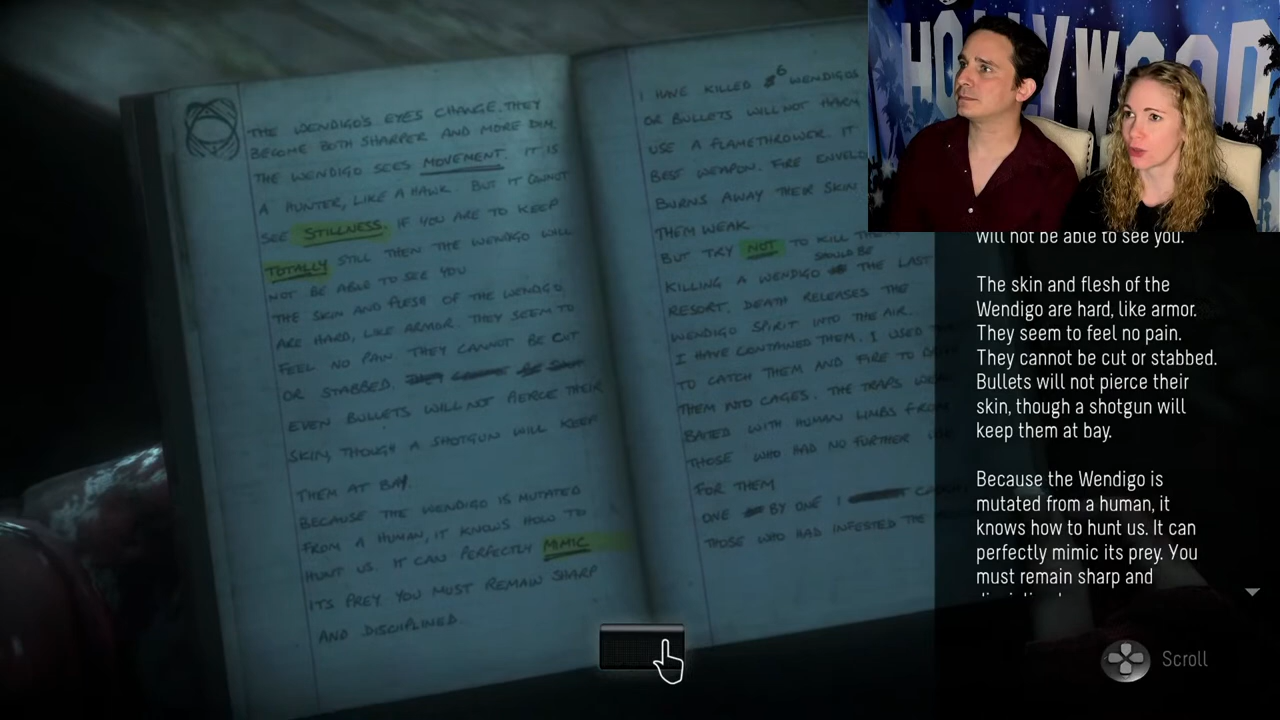 THE WENDIGO'S EYES CHANGE. THEY
BECOME BOTH SHARPER AND MORE DIM.
THE WENDIGO SEES MOVEMENT. IT IS
A HUNTER, LIKE A HAWK. BUT IT CANNOT
SEE STILLNESS. IF YOU ARE TO KEEP
TOTALLY STILL THEN THE WENDIGO WILL
NOT BE ABLE TO SEE YOU
THE SKIN AND FLESH OF THE WENDIGO
ARE HARD, LIKE ARMOR. THEY SEEM TO
FEEL NO PAIN THEY CANNOT BE CUT
OR STABBED.
EVEN BULLETS WILL NOT PIERCE THEIR
SKIN, THOUGH A SHOTGUN WILL KEEP
THEM AT BAY.
BECAUSE THE WENDIGO IS MUTATED
FROM A HUMAN, IT KNOWS HOW TO
HUNT US. IT CAN PERFECTLY MIMIC
ITS PREY. YOU MUST REMAIN SHARP
AND DISCIPLINED.
I HAVE KILLED 6 WENDIGOS
OR BULLETS WILL NOT HARM
USE A FLAMETHROWER. IT
BEST WEAPON. FIRE ENVELO
BURNS AWAY THEIR SKIN
THEM WEAK
BUT TRY NOT TO KILL THE
KILLING A WENDIGO SHOULD BE THE LAST
RESORT. DEATH RELEASES THE
WENDIGO SPIRIT INTO THE AIR.
I HAVE CONTAINED THEM. I USED
TO CATCH THEM AND FIRE TO
THEM INTO CAGES. THE TRAPS WERE
BAITED WITH HUMAN LIMBS FROM
THOSE WHO HAD NO FURTHER
FOR THEM
ONE BY ONE I
THOSE WHO HAD INFESTED THE
HOLLYWOOD
will not be able to see you.
The skin and flesh of the
Wendigo are hard, like armor.
They seem to feel no pain.
They cannot be cut or stabbed.
Bullets will not pierce their
skin, though a shotgun will
keep them at bay.
Because the Wendigo is
mutated from a human, it
knows how to hunt us. It can
perfectly mimic its prey. You
must remain sharp and
Scroll